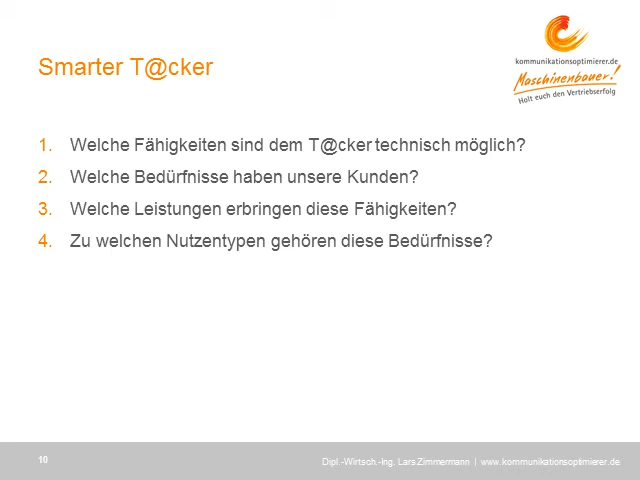 kommunikationsoptimierer.de
Maschinenbauer!
Holt euch den Vertriebserfolg
Smarter T@cker
1. Welche Fähigkeiten sind dem T@cker technisch möglich?
2. Welche Bedürfnisse haben unsere Kunden?
3. Welche Leistungen erbringen diese Fähigkeiten?
4. Zu welchen Nutzentypen gehören diese Bedürfnisse?
10
Dipl.-Wirtsch.-Ing. Lars Zimmermann | www.kommunikationsoptimierer.de